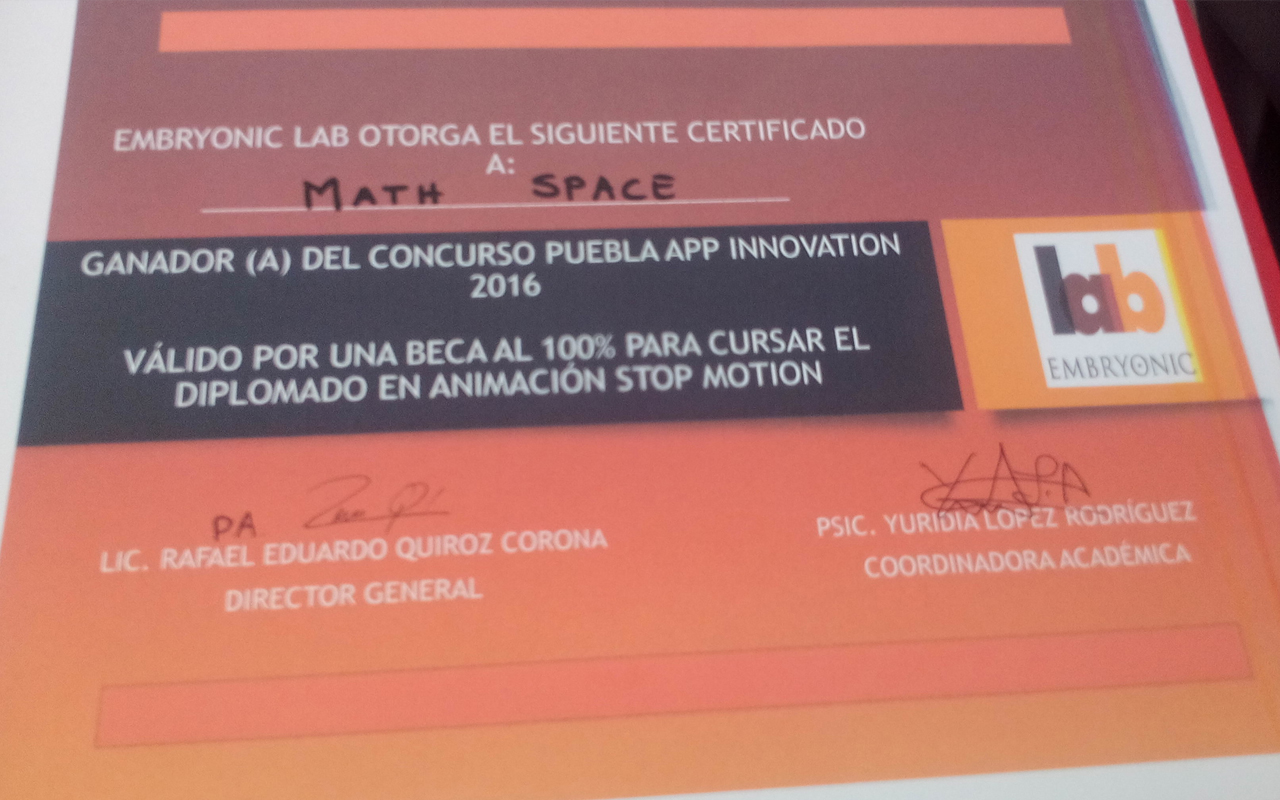 EMBRYONIC LAB OTORGA EL SIGUIENTE CERTIFICADO
A:
MATH SPACE
GANADOR (A) DEL CONCURSO PUEBLA APP INNOVATION
2016
VÁLIDO POR UNA BECA AL 100% PARA CURSAR EL
DIPLOMADO EN ANIMACIÓN STOP MOTION
lab
EMBRYONIC
PA
LIC. RAFAEL EDUARDO QUIROZ CORONA
DIRECTOR GENERAL
PSIC. YURIDIA LÓPEZ RODRÍGUEZ
COORDINADORA ACADÉMICA